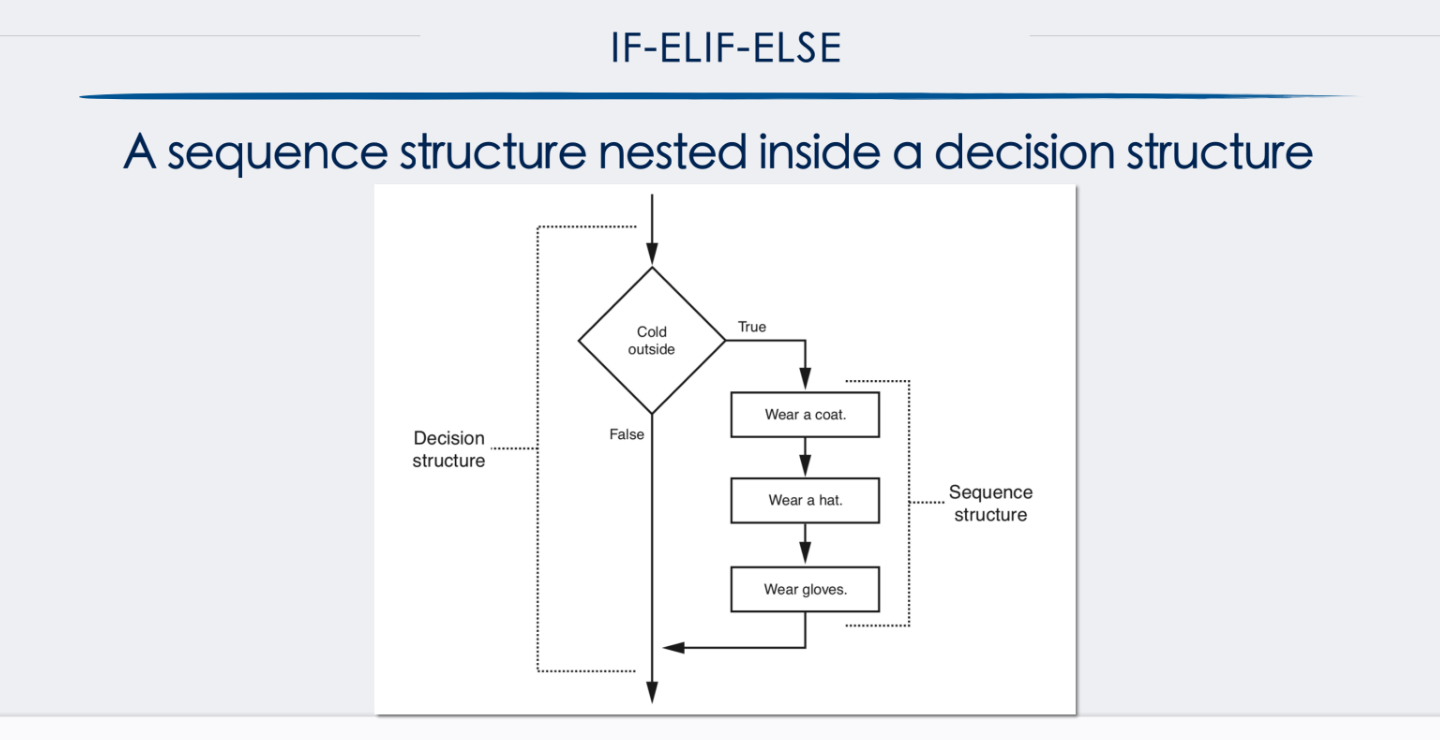 IF-ELIF-ELSE
A sequence structure nested inside a decision structure
Cold
outside
True
False
Wear a coat.
Wear a hat.
Wear gloves.
Decision
structure
Sequence
structure